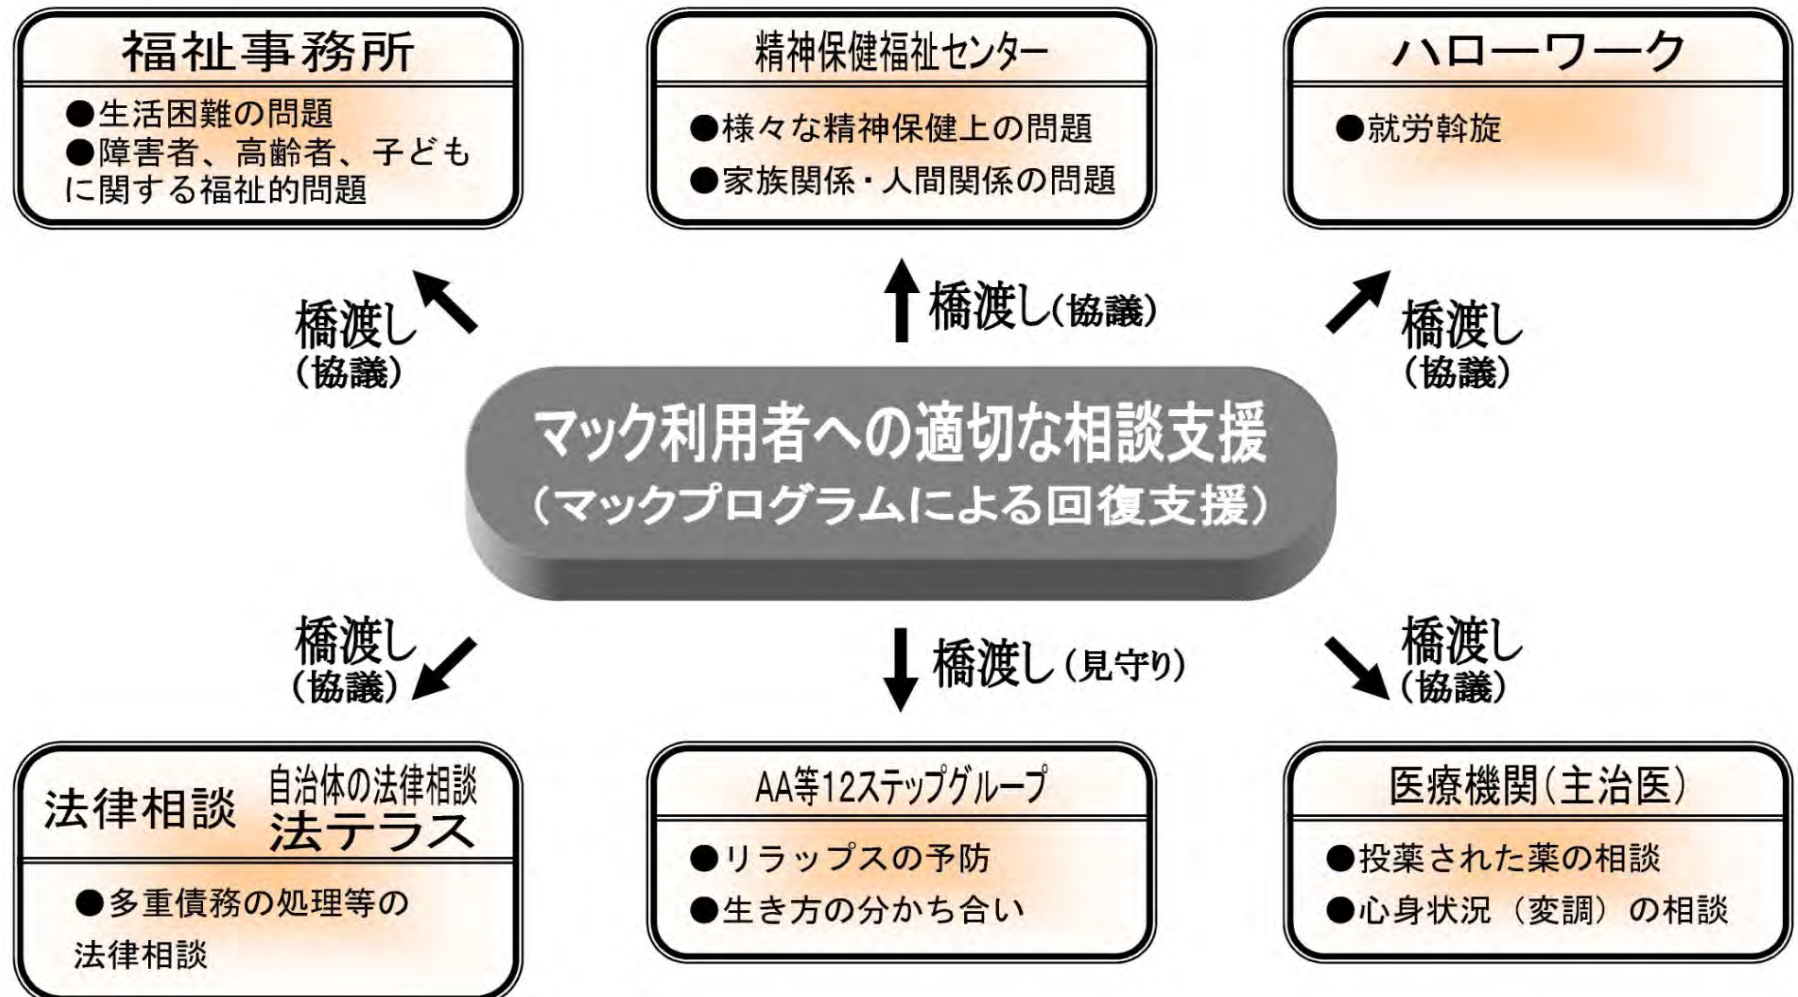 福祉事務所
●生活困難の問題
●障害者、高齢者、子ども
に関する福祉的問題
精神保健福祉センター
●様々な精神保健上の問題
●家族関係・人間関係の問題
ハローワーク
●就労斡旋
橋渡し
(協議)
橋渡し(協議)
橋渡し
(協議)
マック利用者への適切な相談支援
(マックプログラムによる回復支援)
橋渡し
(協議)
橋渡し(見守り)
橋渡し
(協議)
法律相談
自治体の法律相談
法テラス
●多重債務の処理等の
法律相談
AA等12ステップグループ
●リラップスの予防
●生き方の分かち合い
医療機関(主治医)
●投薬された薬の相談
●心身状況（変調）の相談